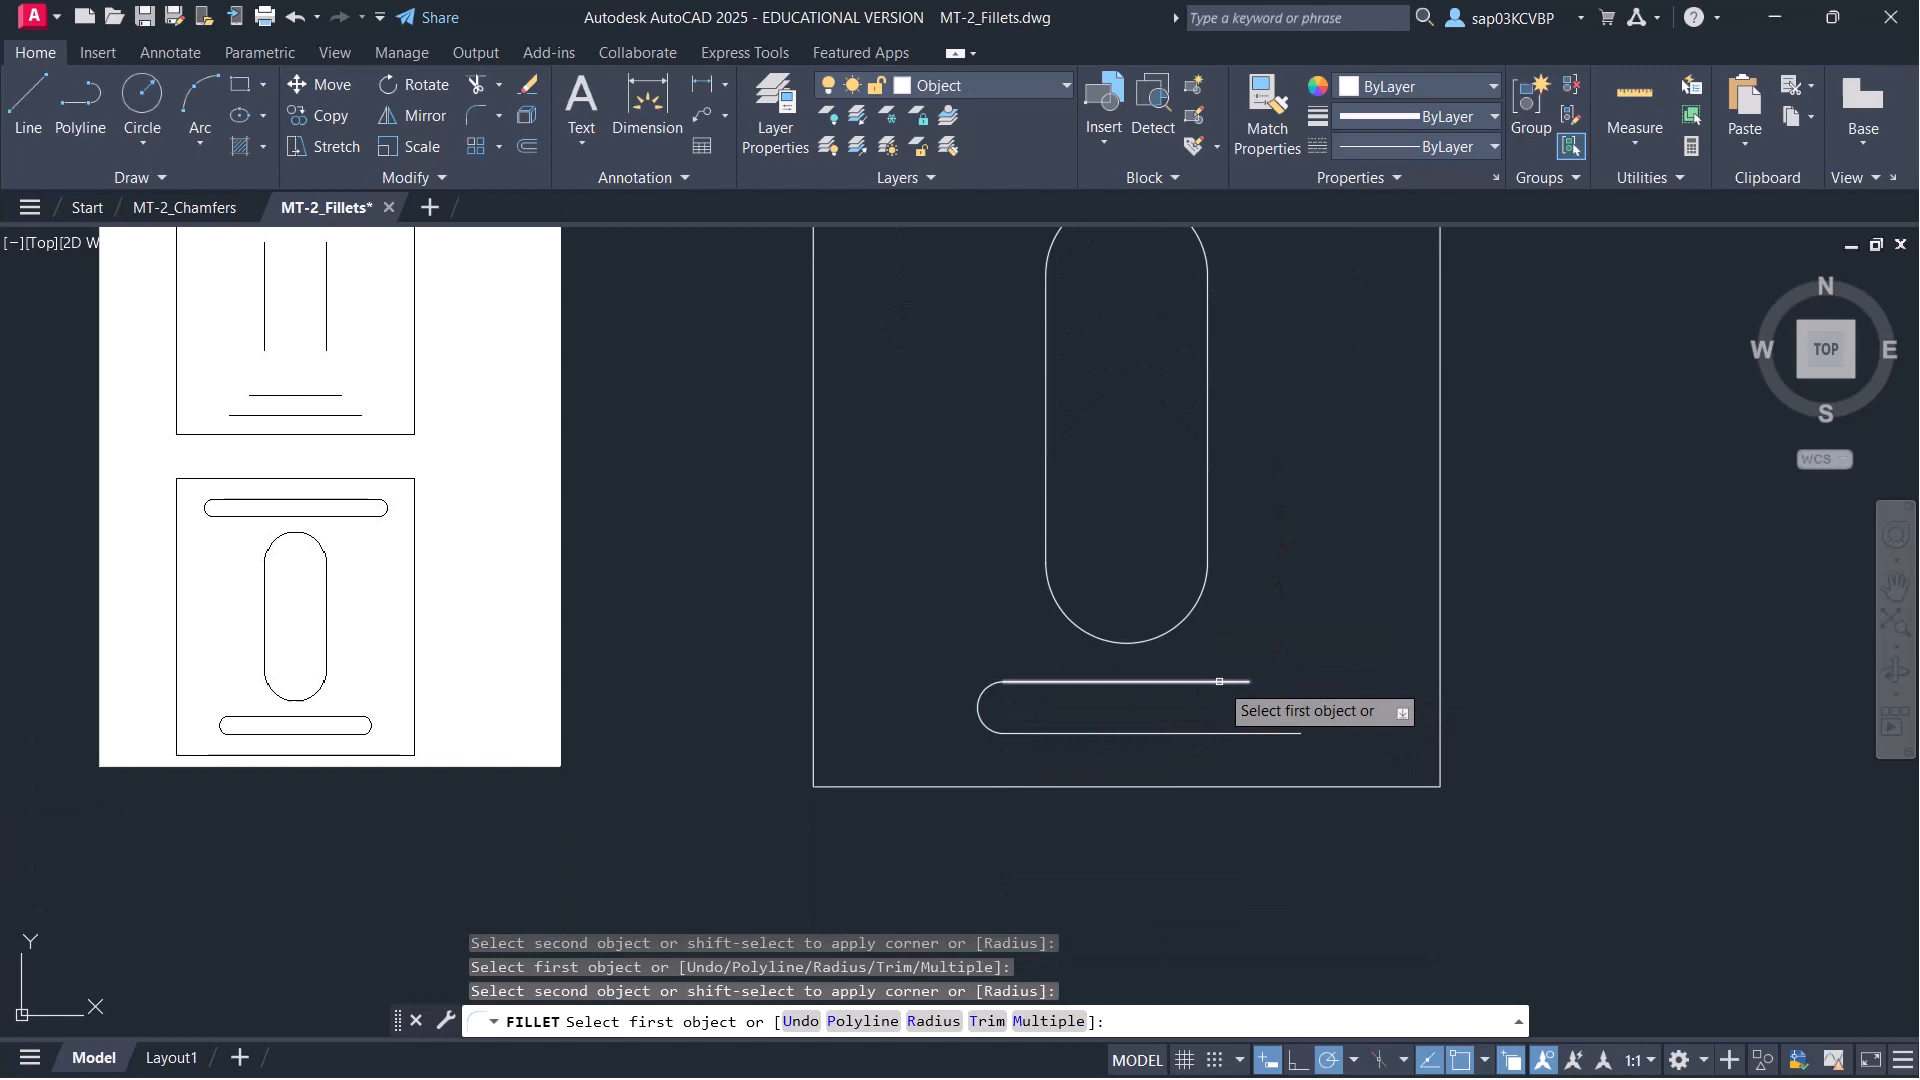 A Share Autodesk AutoCAD 2025 - EDUCATIONAL VERSION MT-2_Fillets.dwg Type a keyword or phrase sap03KCVBP
Home Insert Annotate Parametric View Manage Output Add-ins Collaborate Express Tools Featured Apps
Line Polyline Circle Arc
Move Rotate
Copy Mirror
Stretch Scale
Text Dimension
Layer Properties
Object
Insert Detect
Match Properties
ByLayer
ByLayer
ByLayer
Group Measure Paste Base
Draw Modify Annotation Layers Block Properties Groups Utilities Clipboard View
Start MT-2_Chamfers MT-2_Fillets*
[−][Top][2D W
N
W TOP E
S
WCS
Select first object or
Y
X
Select second object or shift-select to apply corner or [Radius]:
Select first object or [Undo/Polyline/Radius/Trim/Multiple]:
Select second object or shift-select to apply corner or [Radius]:
FILLET Select first object or [Undo Polyline Radius Trim Multiple]:
Model Layout1 MODEL 1:1